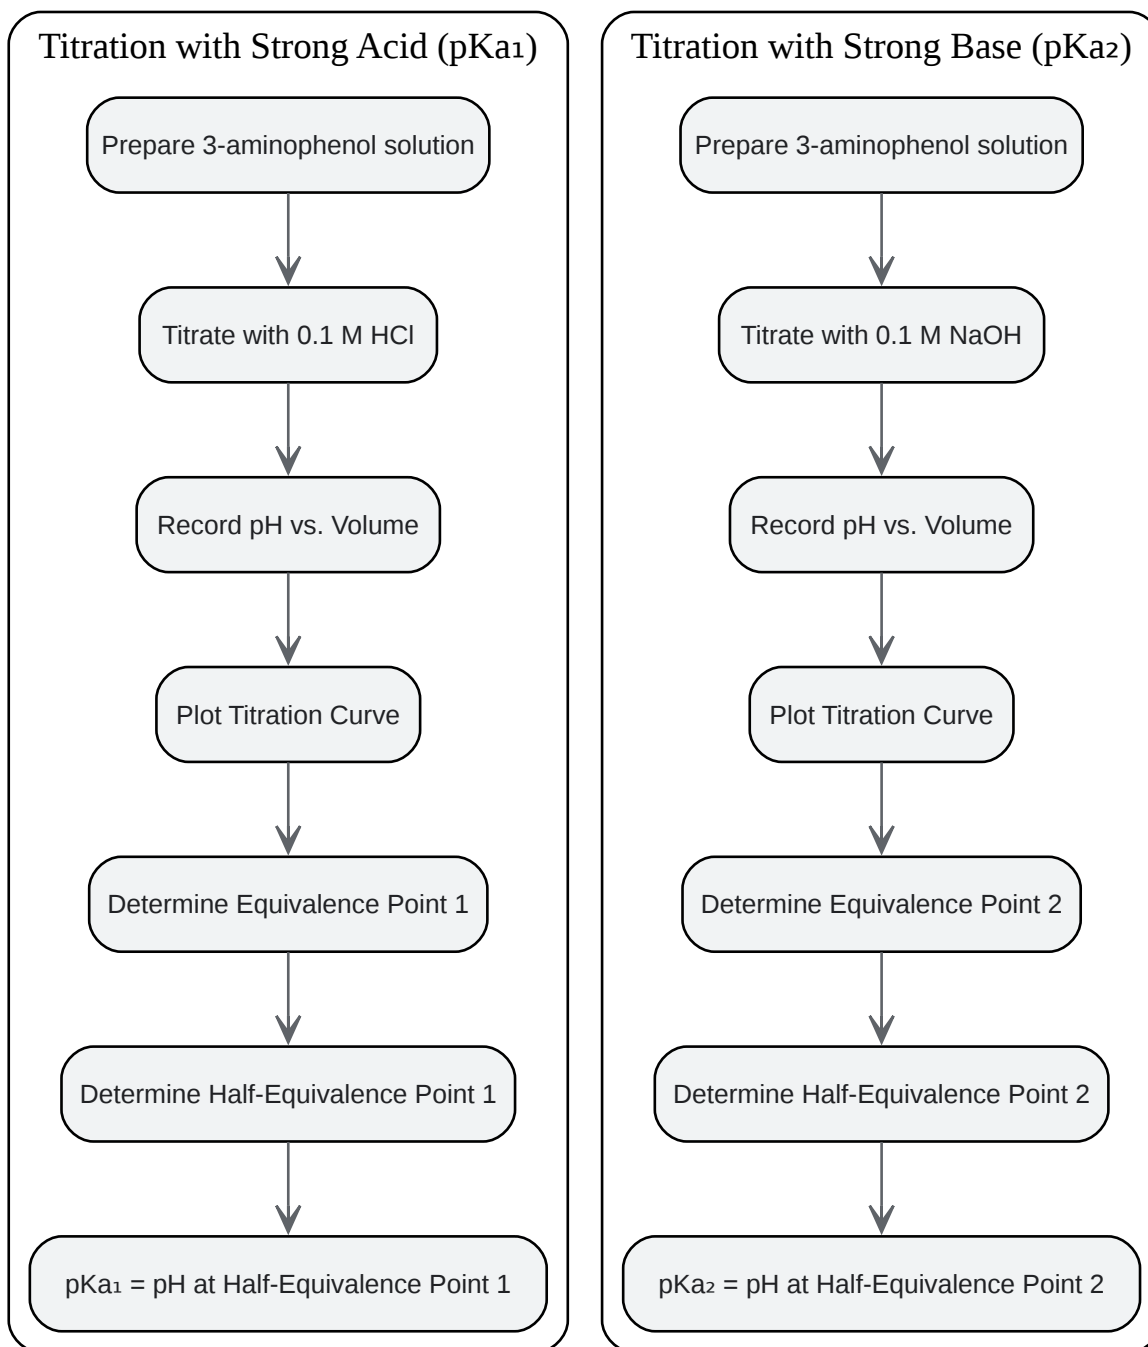 Titration with Strong Acid (pKa₁)
Prepare 3-aminophenol solution
Titrate with 0.1 M HCl
Record pH vs. Volume
Plot Titration Curve
Determine Equivalence Point 1
Determine Half-Equivalence Point 1
pKa₁ = pH at Half-Equivalence Point 1
Titration with Strong Base (pKa₂)
Prepare 3-aminophenol solution
Titrate with 0.1 M NaOH
Record pH vs. Volume
Plot Titration Curve
Determine Equivalence Point 2
Determine Half-Equivalence Point 2
pKa₂ = pH at Half-Equivalence Point 2